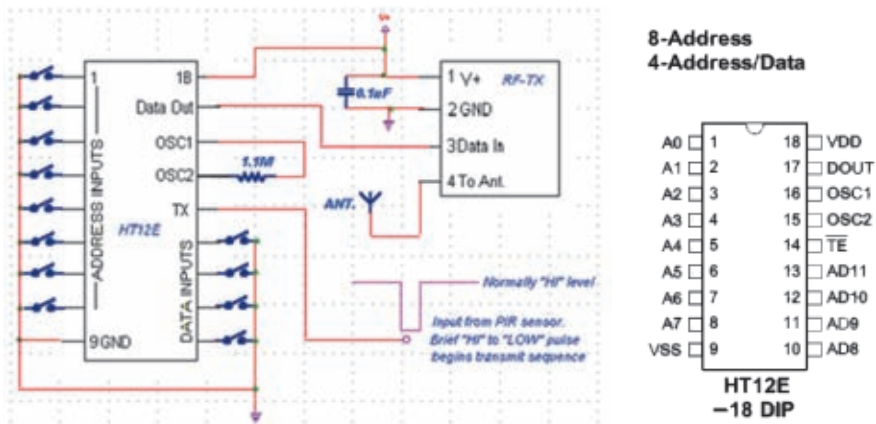 8-Address
4-Address/Data
1
1B
Data Out
OSC1
OSC2
TX
ADDRESS INPUTS
HT12E
DATA INPUTS
9 GND
1.1M
0.1uF
1 V+
RF-TX
2 GND
3 Data In
4 To Ant.
ANT.
Normally "HI" level
Input from PIR sensor.
Brief "HI" to "LOW" pulse
begins transmit sequence
A0 1 18 VDD
A1 2 17 DOUT
A2 3 16 OSC1
A3 4 15 OSC2
A4 5 14 TE
A5 6 13 AD11
A6 7 12 AD10
A7 8 11 AD9
VSS 9 10 AD8
HT12E
–18 DIP